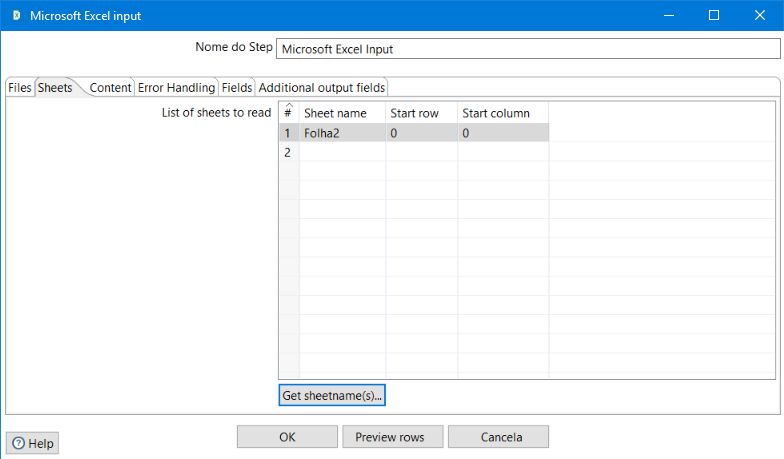 Microsoft Excel input
Nome do Step Microsoft Excel Input
Files Sheets Content Error Handling Fields Additional output fields
List of sheets to read # Sheet name Start row Start column
1 Folha2 0 0
2
Get sheetname(s)...
OK Preview rows Cancela
Help